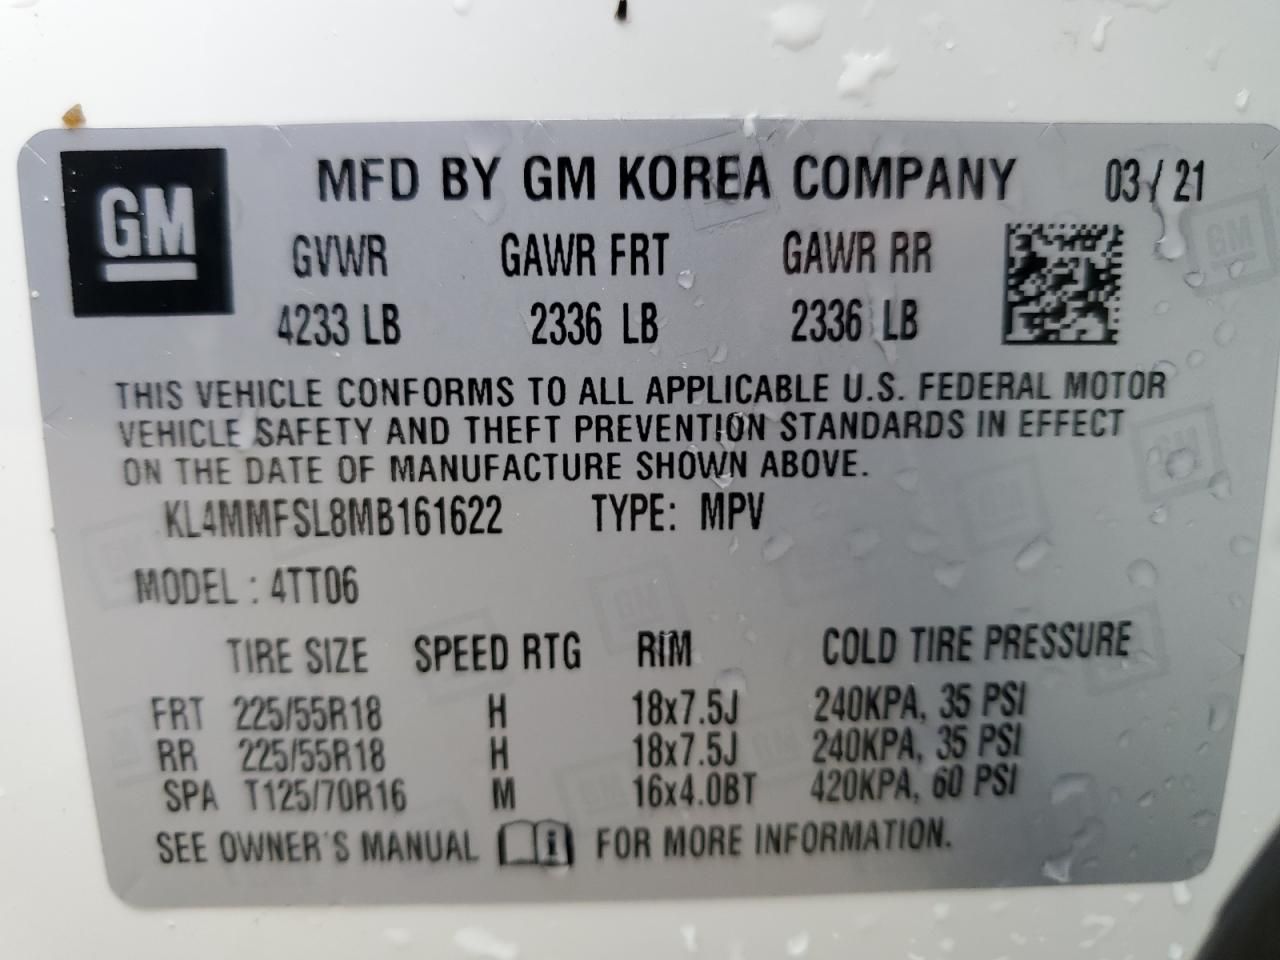 GM MFD BY GM KOREA COMPANY 03/21
GVWR GAWR FRT GAWR RR
4233 LB 2336 LB 2336 LB
THIS VEHICLE CONFORMS TO ALL APPLICABLE U.S. FEDERAL MOTOR
VEHICLE SAFETY AND THEFT PREVENTION STANDARDS IN EFFECT
ON THE DATE OF MANUFACTURE SHOWN ABOVE.
KL4MMFSL8MB161622 TYPE: MPV
MODEL : 4TT06
TIRE SIZE SPEED RTG RIM COLD TIRE PRESSURE
FRT 225/55R18 H 18x7.5J 240KPA, 35 PSI
RR 225/55R18 H 18x7.5J 240KPA, 35 PSI
SPA T125/70R16 M 16x4.0BT 420KPA, 60 PSI
SEE OWNER'S MANUAL FOR MORE INFORMATION.